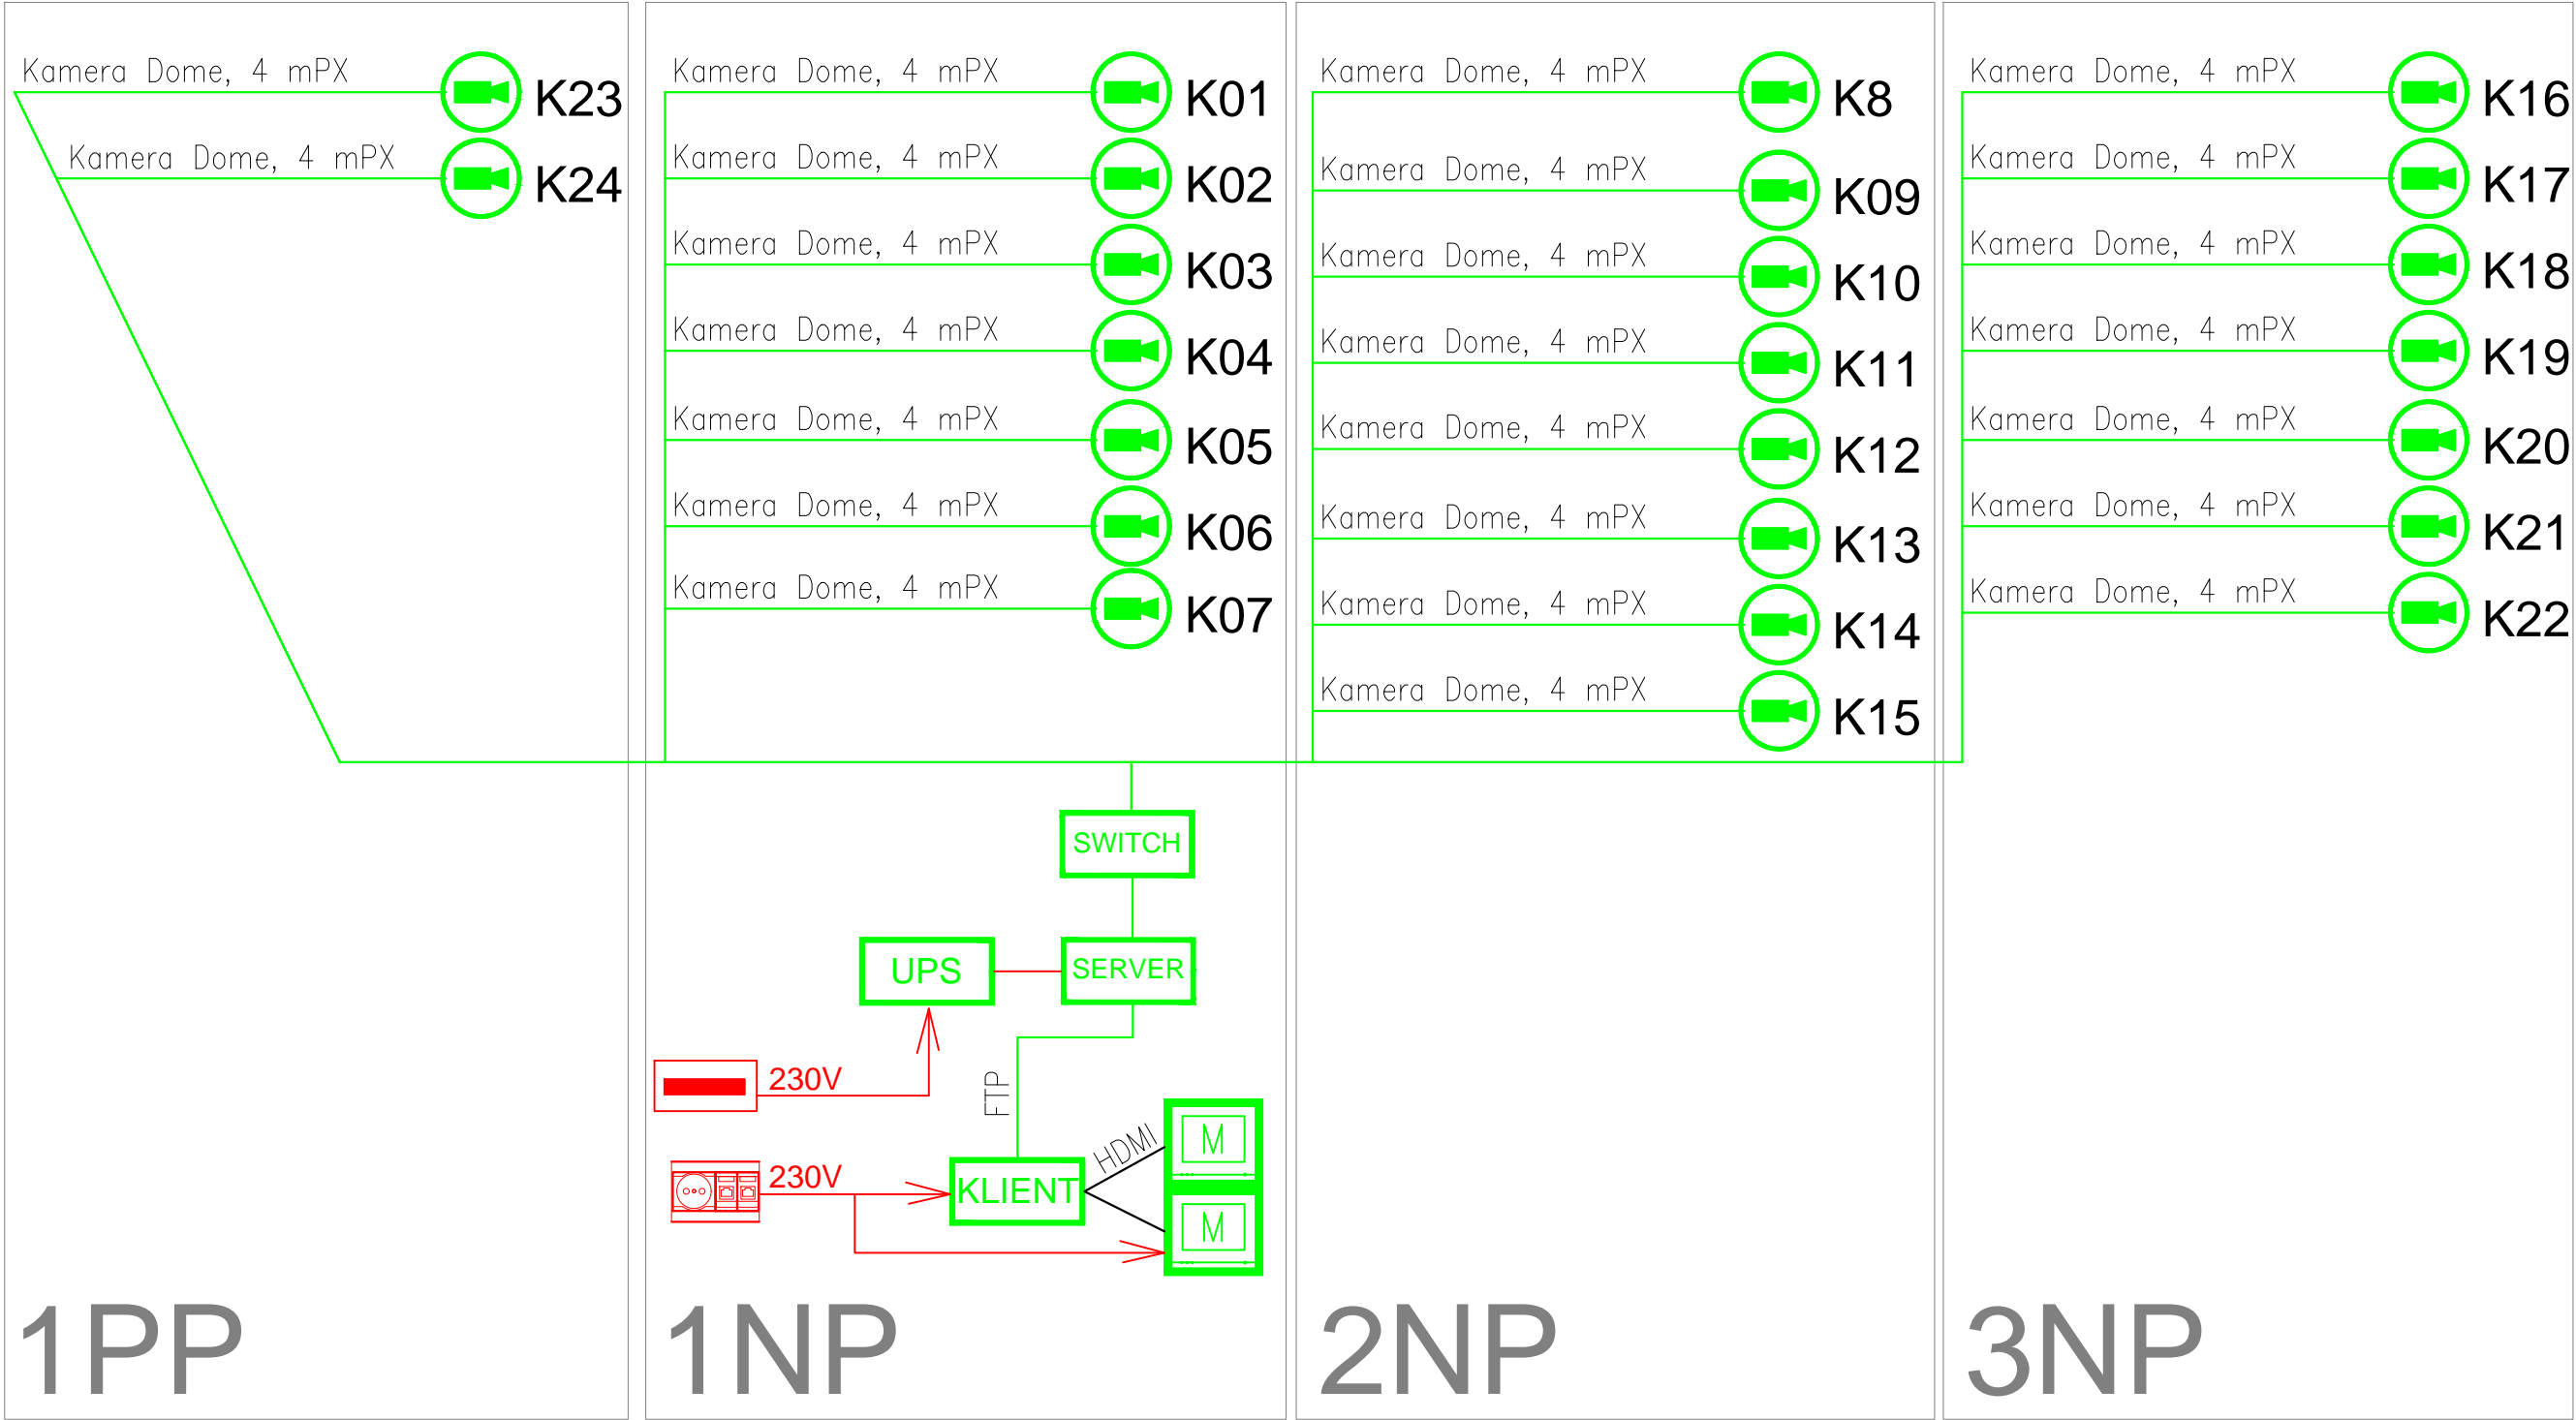 Kamera Dome, 4 mPX K23
Kamera Dome, 4 mPX K24
1PP
Kamera Dome, 4 mPX K01
Kamera Dome, 4 mPX K02
Kamera Dome, 4 mPX K03
Kamera Dome, 4 mPX K04
Kamera Dome, 4 mPX K05
Kamera Dome, 4 mPX K06
Kamera Dome, 4 mPX K07
SWITCH
UPS
SERVER
230V
FTP
HDMI
M
230V
KLIENT
M
1NP
Kamera Dome, 4 mPX K8
Kamera Dome, 4 mPX K09
Kamera Dome, 4 mPX K10
Kamera Dome, 4 mPX K11
Kamera Dome, 4 mPX K12
Kamera Dome, 4 mPX K13
Kamera Dome, 4 mPX K14
Kamera Dome, 4 mPX K15
2NP
Kamera Dome, 4 mPX K16
Kamera Dome, 4 mPX K17
Kamera Dome, 4 mPX K18
Kamera Dome, 4 mPX K19
Kamera Dome, 4 mPX K20
Kamera Dome, 4 mPX K21
Kamera Dome, 4 mPX K22
3NP